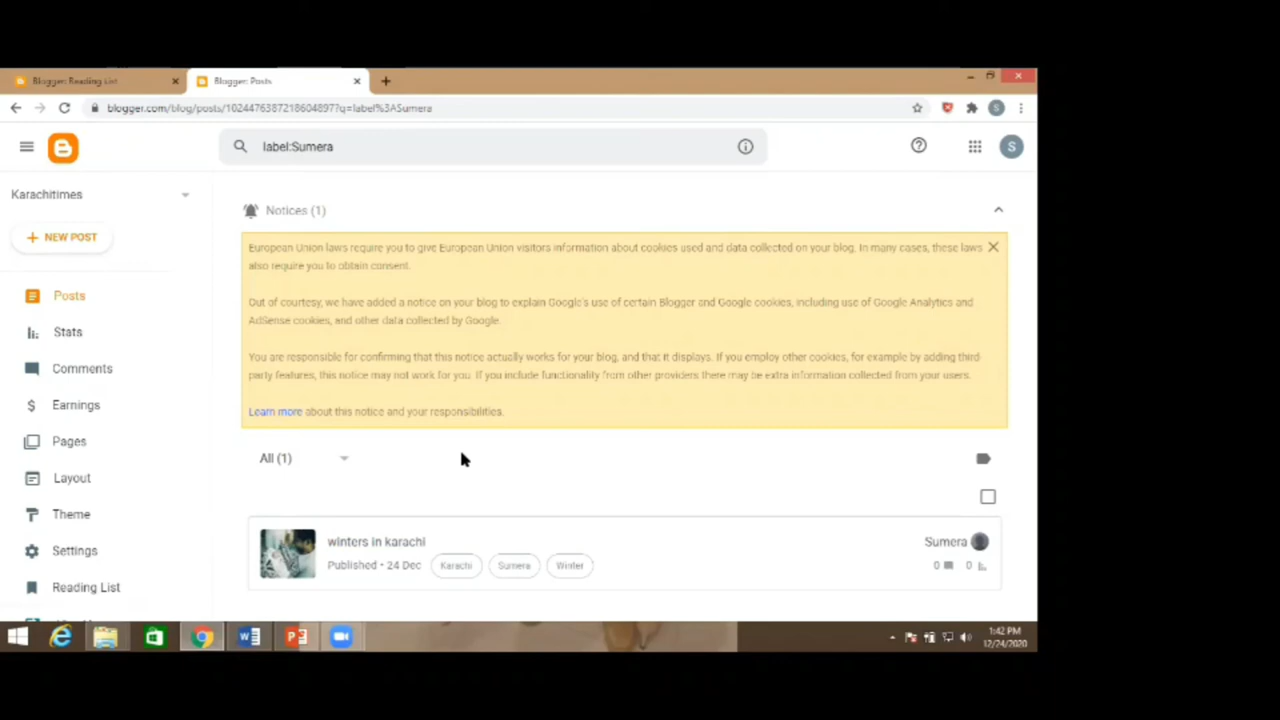 Blogger: Reading List
Blogger: Posts
blogger.com/blog/posts/1024476387218604897?q=label%3ASumera
label:Sumera
S
Karachitimes
NEW POST
Posts
Stats
Comments
Earnings
Pages
Layout
Theme
Settings
Reading List
Notices (1)
European Union laws require you to give European Union visitors information about cookies used and data collected on your blog. In many cases, these laws
also require you to obtain consent.
Out of courtesy, we have added a notice on your blog to explain Google's use of certain Blogger and Google cookies, including use of Google Analytics and
AdSense cookies, and other data collected by Google.
You are responsible for confirming that this notice actually works for your blog, and that it displays. If you employ other cookies, for example by adding third-
party features, this notice may not work for you. If you include functionality from other providers there may be extra information collected from your users.
Learn more about this notice and your responsibilities.
All (1)
winters in karachi
Sumera
Published • 24 Dec Karachi Sumera Winter
0 0
1:42 PM
12/24/2020